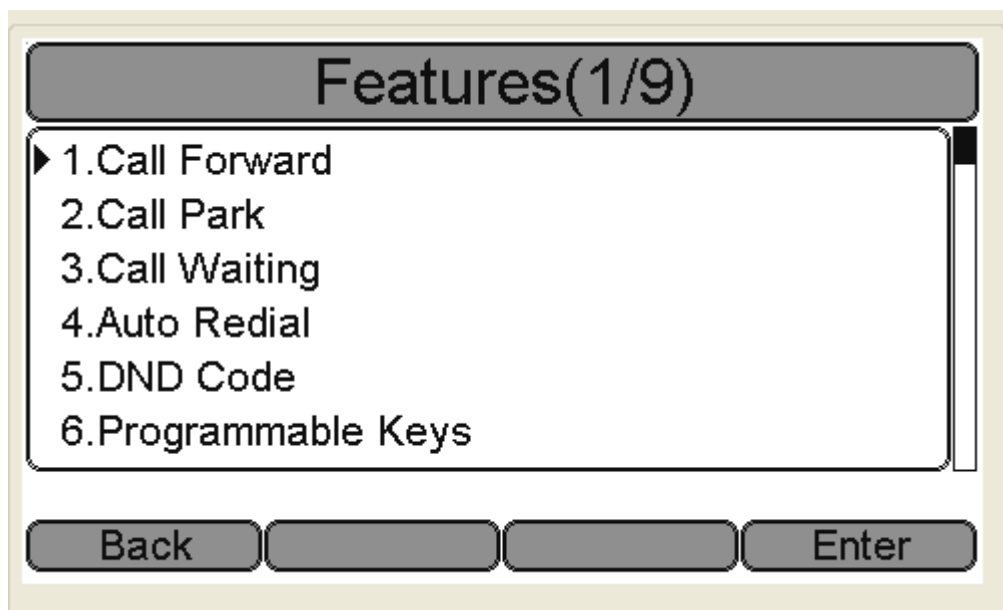 Features(1/9)
1.Call Forward
2.Call Park
3.Call Waiting
4.Auto Redial
5.DND Code
6.Programmable Keys
Back Enter